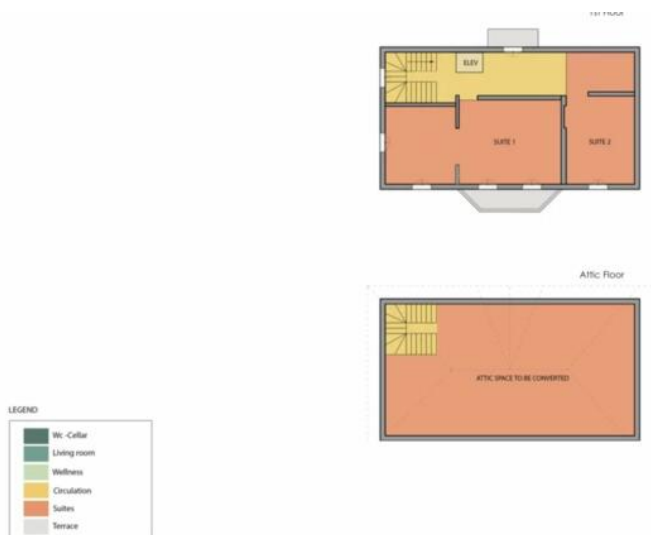 ELEV
SUITE 1
SUITE 2
Attic Floor
ATTIC SPACE TO BE CONVERTED
LEGEND
Wc -Cellar
Living room
Wellness
Circulation
Suites
Terrace